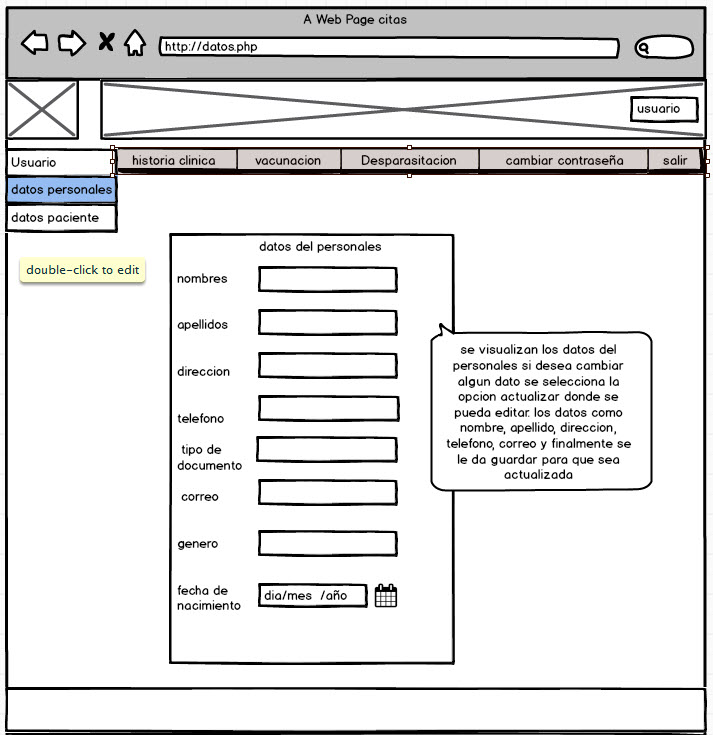 A Web Page citas
http://datos.php
usuario
Usuario
historia clinica
vacunacion
Desparasitacion
cambiar contraseña
salir
datos personales
datos paciente
double-click to edit
datos del personales
nombres
apellidos
direccion
telefono
tipo de
documento
correo
genero
fecha de
nacimiento
dia/mes /año
se visualizan los datos del
personales si desea cambiar
algun dato se selecciona la
opcion actualizar donde se
pueda editar. los datos como
nombre, apellido, direccion,
telefono, correo y finalmente se
le da guardar para que sea
actualizada